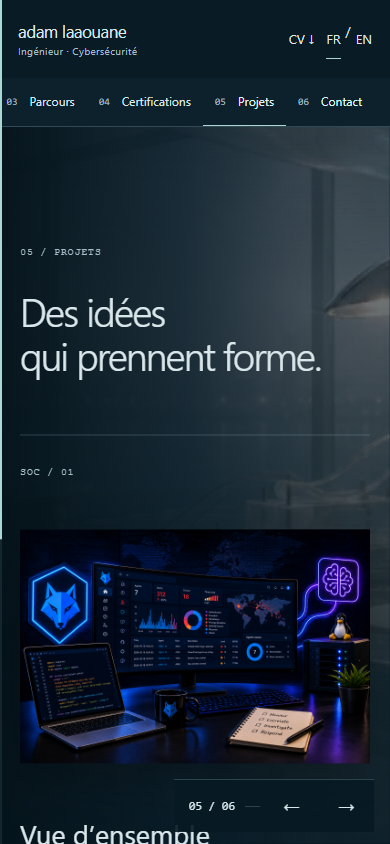 adam laaouane
Ingénieur · Cybersécurité
CV ↓ FR / EN
03 Parcours 04 Certifications 05 Projets 06 Contact
05 / PROJETS
Des idées
qui prennent forme.
SOC / 01
05 / 06 — ← →
Vue d’ensemble